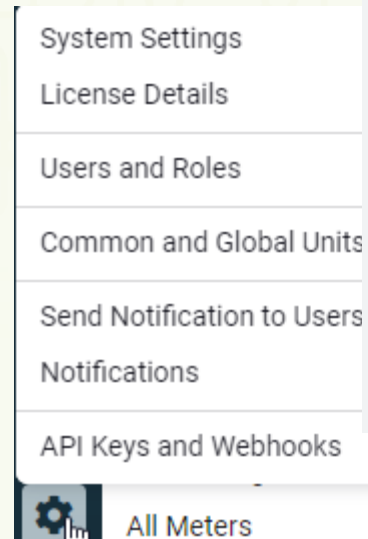 System Settings
License Details
Users and Roles
Common and Global Units
Send Notification to Users
Notifications
API Keys and Webhooks
All Meters